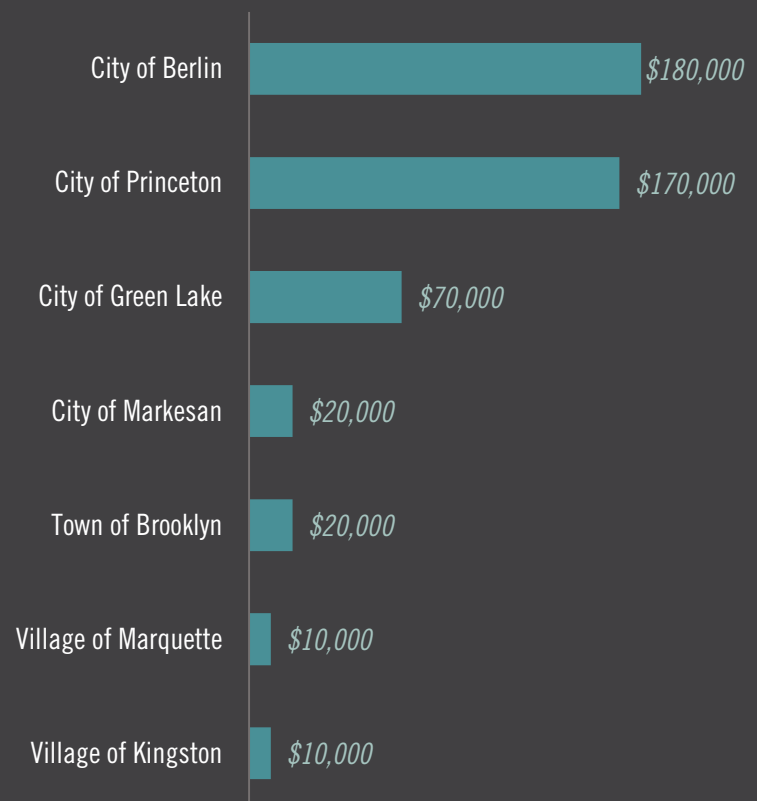 City of Berlin $180,000
City of Princeton $170,000
City of Green Lake $70,000
City of Markesan $20,000
Town of Brooklyn $20,000
Village of Marquette $10,000
Village of Kingston $10,000